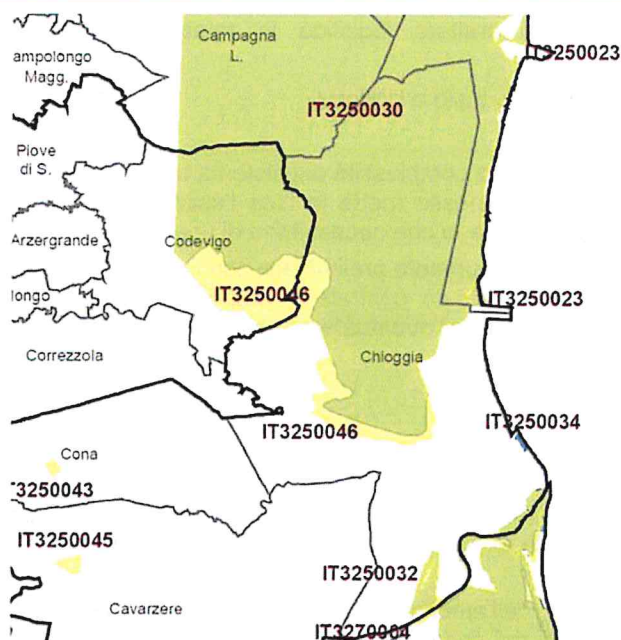 Campagna
L.
IT3250023
ampolongo
Magg.
IT3250030
Piove
di S.
Arzergrande
Codevigo
IT3250046
longo
IT3250023
Correzzola
Chioggia
IT3250034
IT3250046
Cona
T3250043
IT3250045
IT3250032
Cavarzere
IT3270004